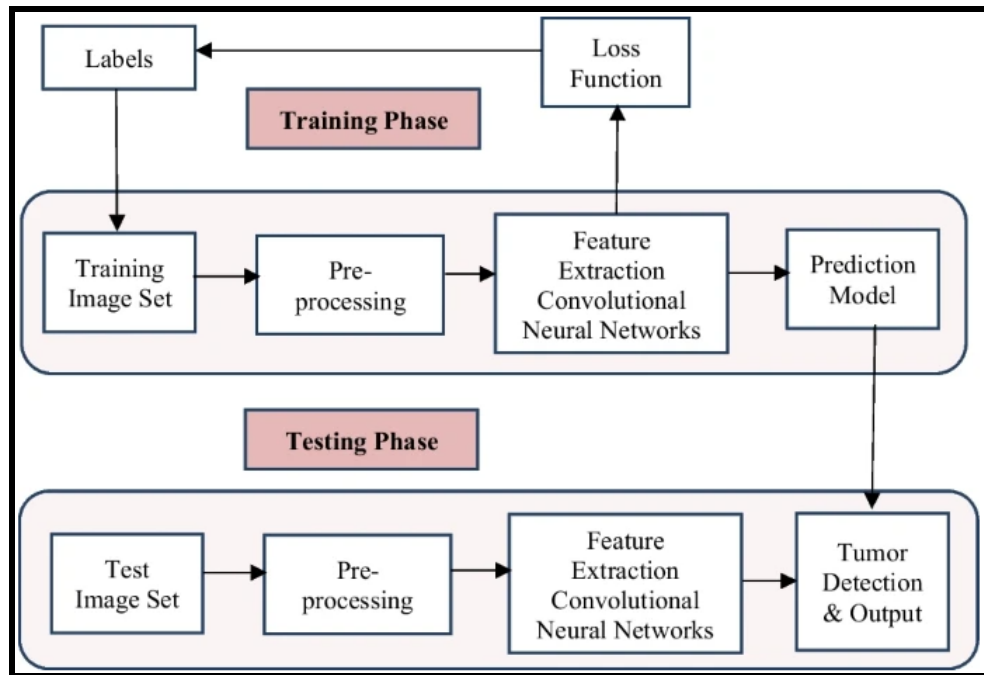 Labels
Loss
Function
Training Phase
Training
Image Set
Pre-
processing
Feature
Extraction
Convolutional
Neural Networks
Prediction
Model
Testing Phase
Test
Image Set
Pre-
processing
Feature
Extraction
Convolutional
Neural Networks
Tumor
Detection
& Output